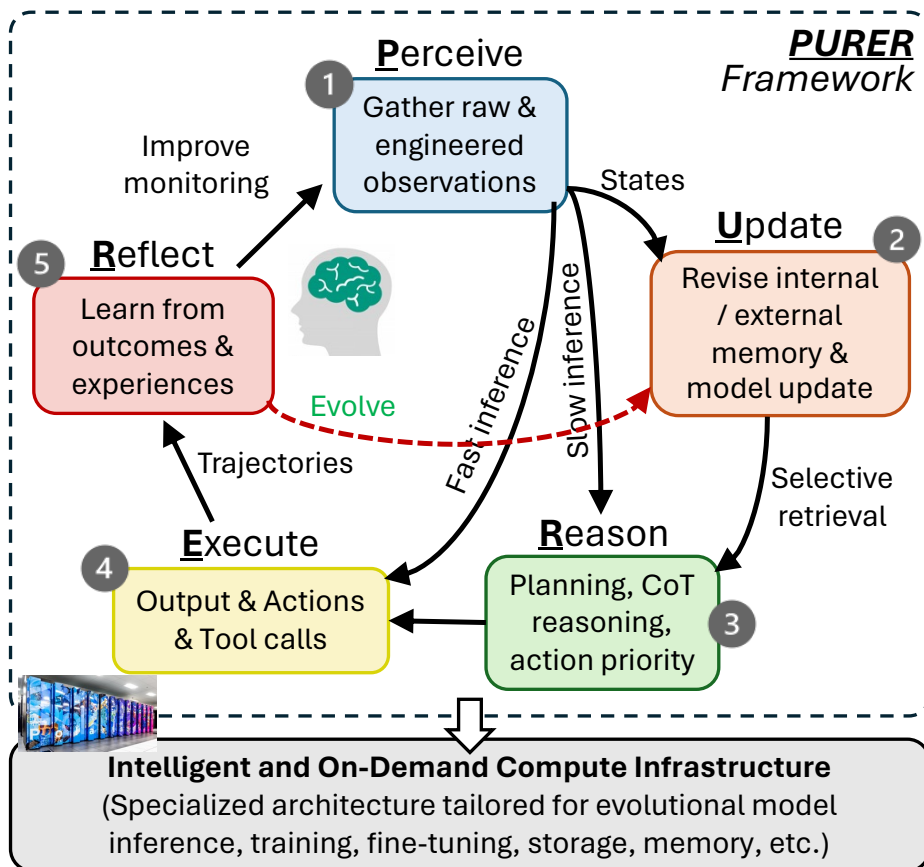 PURER
Framework
Perceive
1
Gather raw &
engineered
observations
Improve
monitoring
States
Update
2
Revise internal
/ external
memory &
model update
5
Reflect
Learn from
outcomes &
experiences
Evolve
Fast inference
Slow inference
Trajectories
Selective
retrieval
Execute
4
Output & Actions
& Tool calls
Reason
Planning, CoT
reasoning,
action priority
3
Intelligent and On-Demand Compute Infrastructure
(Specialized architecture tailored for evolutional model
inference, training, fine-tuning, storage, memory, etc.)